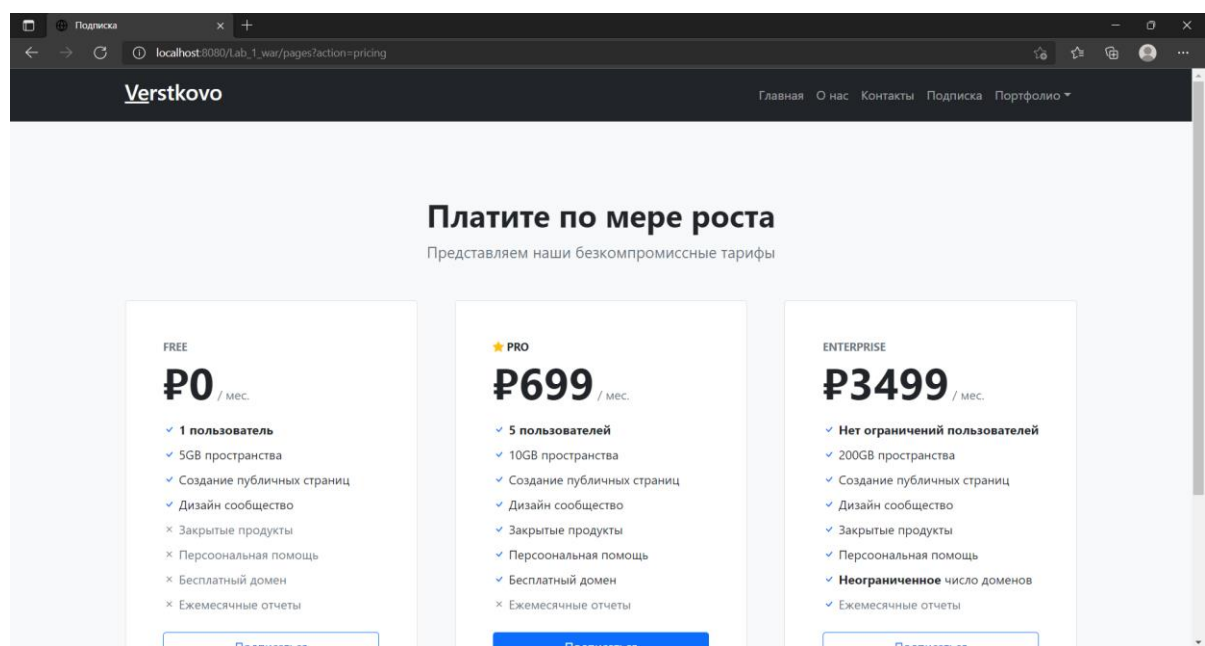 Подписка
localhost:8080/Lab_1_war/pages?action=pricing
Verstkovo
Главная О нас Контакты Подписка Портфолио
Платите по мере роста
Представляем наши безкомпромиссные тарифы
FREE
₽0 / мес.
1 пользователь
5GB пространства
Создание публичных страниц
Дизайн сообщество
Закрытые продукты
Персоональная помощь
Бесплатный домен
Ежемесячные отчеты
PRO
₽699 / мес.
5 пользователей
10GB пространства
Создание публичных страниц
Дизайн сообщество
Закрытые продукты
Персоональная помощь
Бесплатный домен
Ежемесячные отчеты
ENTERPRISE
₽3499 / мес.
Нет ограничений пользователей
200GB пространства
Создание публичных страниц
Дизайн сообщество
Закрытые продукты
Персоональная помощь
Неограниченное число доменов
Ежемесячные отчеты